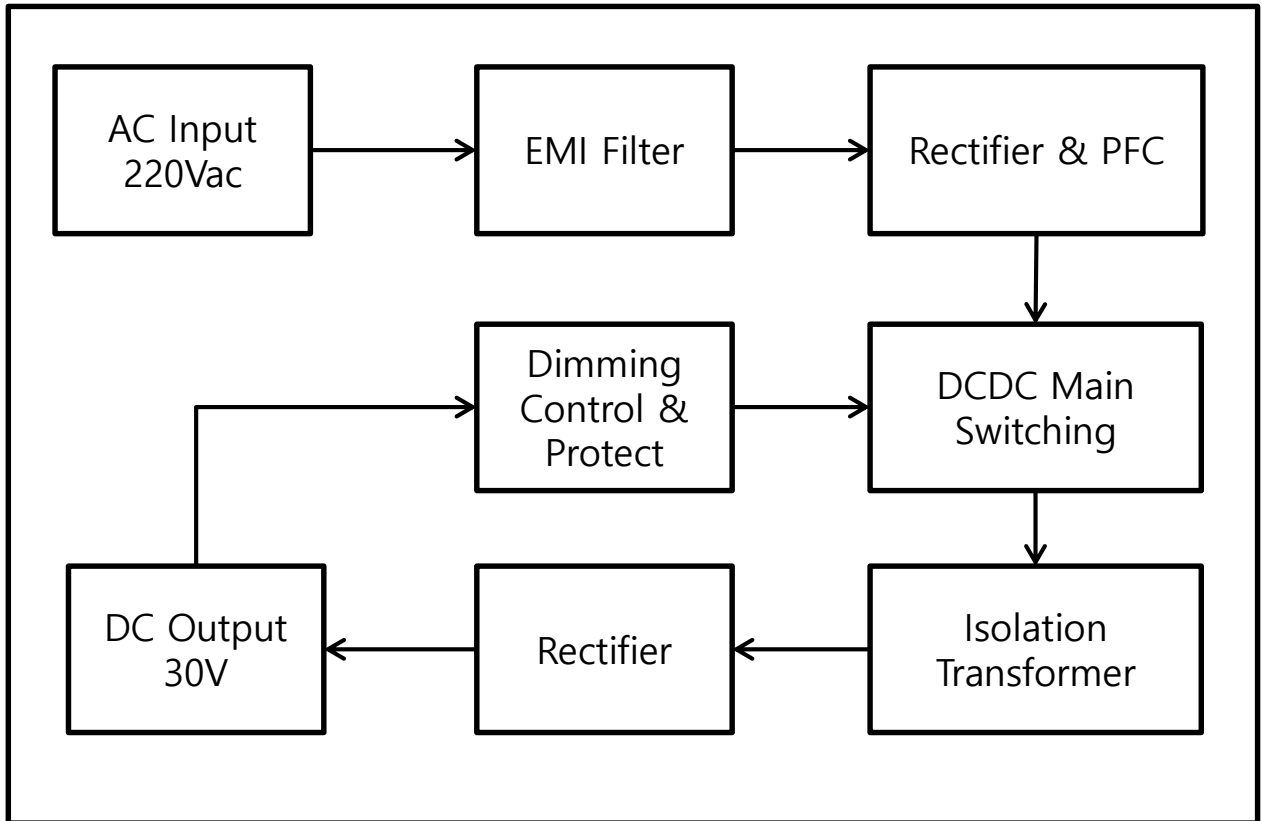 AC Input
220Vac
EMI Filter
Rectifier & PFC
Dimming
Control &
Protect
DCDC Main
Switching
DC Output
30V
Rectifier
Isolation
Transformer